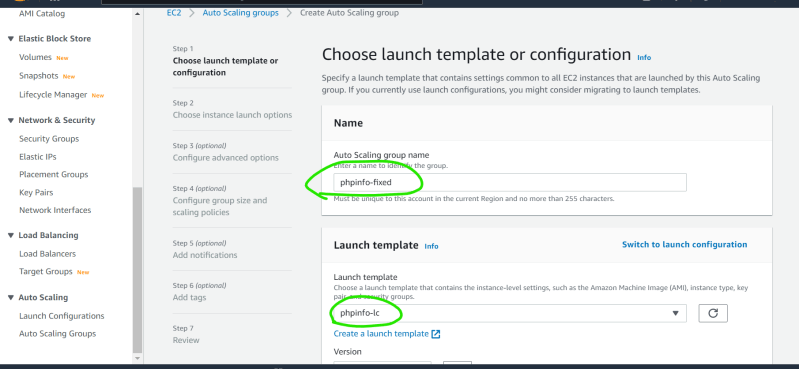 AMI Catalog
Elastic Block Store
Volumes New
Snapshots New
Lifecycle Manager New
Network & Security
Security Groups
Elastic IPs
Placement Groups
Key Pairs
Network Interfaces
Load Balancing
Load Balancers
Target Groups New
Auto Scaling
Launch Configurations
Auto Scaling Groups
EC2 > Auto Scaling groups > Create Auto Scaling group
Step 1
Choose launch template or
configuration
Step 2
Choose instance launch options
Step 3 (optional)
Configure advanced options
Step 4 (optional)
Configure group size and
scaling policies
Step 5 (optional)
Add notifications
Step 6 (optional)
Add tags
Step 7
Review
Choose launch template or configuration Info
Specify a launch template that contains settings common to all EC2 instances that are launched by this Auto Scaling
group. If you currently use launch configurations, you might consider migrating to launch templates.
Name
Auto Scaling group name
Enter a name to identify the group.
phpinfo-fixed
Must be unique to this account in the current Region and no more than 255 characters.
Launch template Info
Switch to launch configuration
Launch template
Choose a launch template that contains the instance-level settings, such as the Amazon Machine Image (AMI), instance type, key
pair, and security groups.
phpinfo-lc
Create a launch template
Version